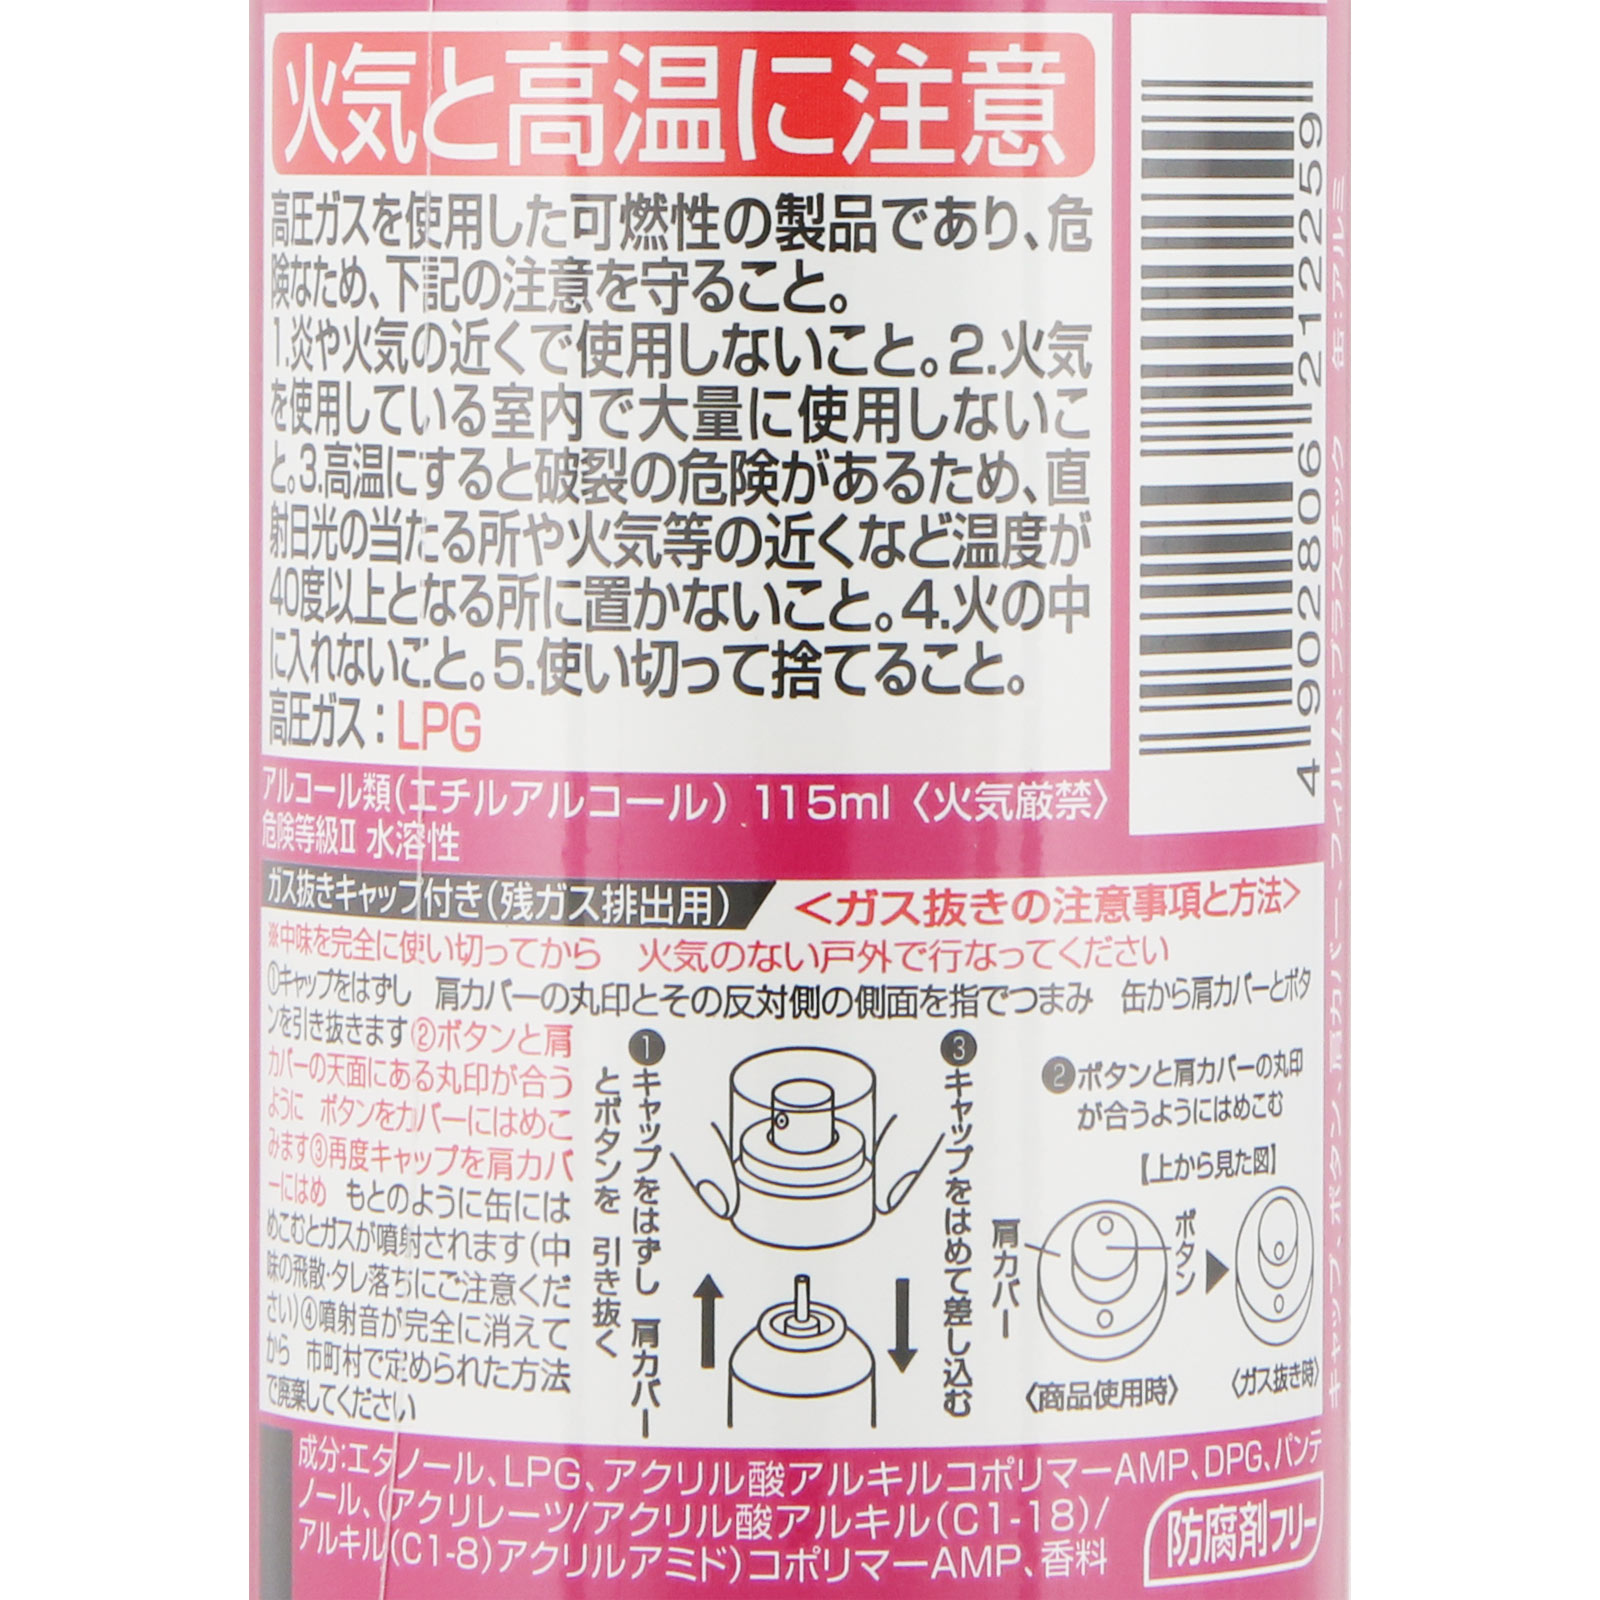 火気と高温に注意
高圧ガスを使用した可燃性の製品であり、危
険なため、下記の注意を守ること。
1.炎や火気の近くで使用しないこと。2.火気
を使用している室内で大量に使用しないこ
と。3.高温にすると破裂の危険があるため、直
射日光の当たる所や火気等の近くなど温度が
40度以上となる所に置かないこと。4.火の中
に入れないこと。5.使い切って捨てること。
高圧ガス：LPG
4902806212259
キャップ、ボタン、肩カバー、フィルム：プラスチック 缶：アルミ
アルコール類(エチルアルコール) 115ml〈火気厳禁〉
危険等級Ⅱ 水溶性
ガス抜きキャップ付き(残ガス排出用)
<ガス抜きの注意事項と方法>
※中味を完全に使い切ってから 火気のない戸外で行なってください
①キャップをはずし 肩カバーの丸印とその反対側の側面を指でつまみ 缶から肩カバーとボタ
ンを引き抜きます②ボタンと肩
カバーの天面にある丸印が合う
ように ボタンをカバーにはめこ
みます③再度キャップを肩カバ
ーにはめ もとのように缶には
めこむとガスが噴射されます(中
味の飛散・タレ落ちにご注意くだ
さい)④噴射音が完全に消えて
から 市町村で定められた方法
で廃棄してください
❶キャップをはずし 肩カバー
とボタンを 引き抜く
❸キャップをはめて差し込む
❷ボタンと肩カバーの丸印
が合うようにはめこむ
【上から見た図】
肩カバー
ボタン
〈商品使用時〉
〈ガス抜き時〉
成分:エタノール、LPG、アクリル酸アルキルコポリマーAMP、DPG、パンテ
ノール、(アクリレーツ/アクリル酸アルキル(C1-18)/
アルキル(C1-8)アクリルアミド)コポリマーAMP、香料
防腐剤フリー